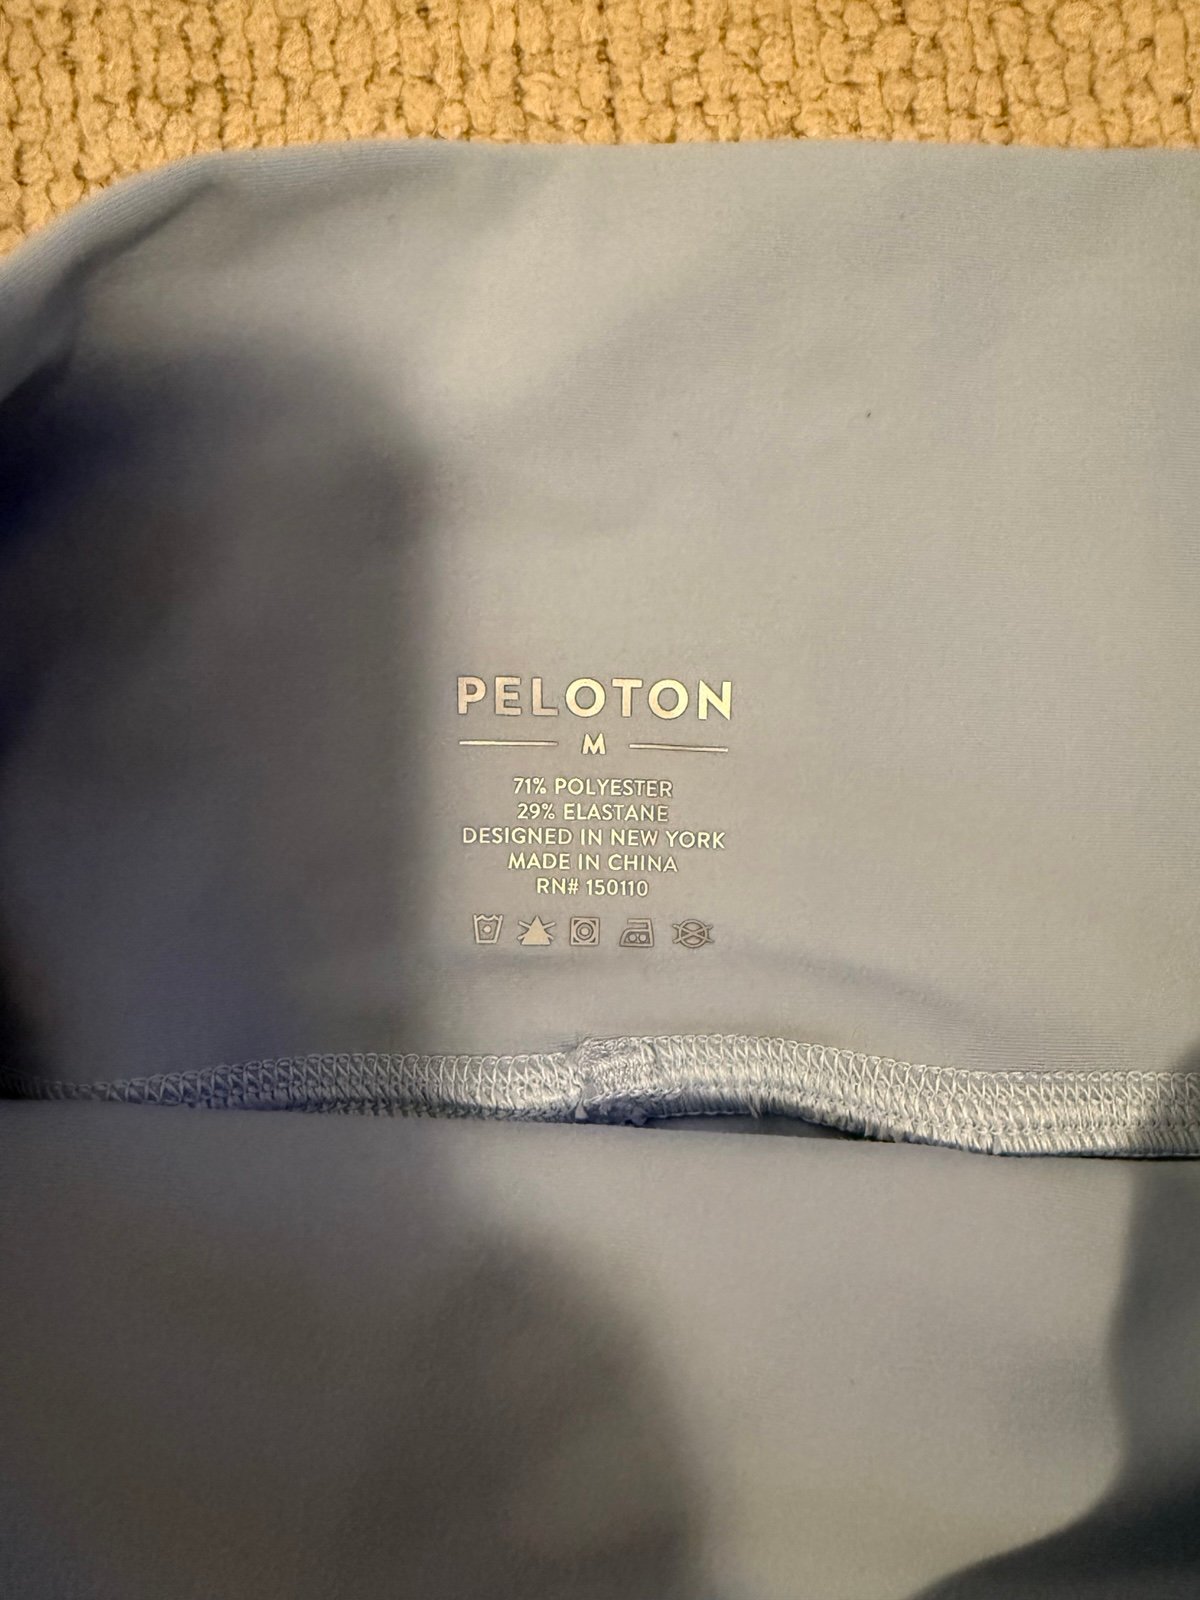 PELOTON
M
71% POLYESTER
29% ELASTANE
DESIGNED IN NEW YORK
MADE IN CHINA
RN# 150110